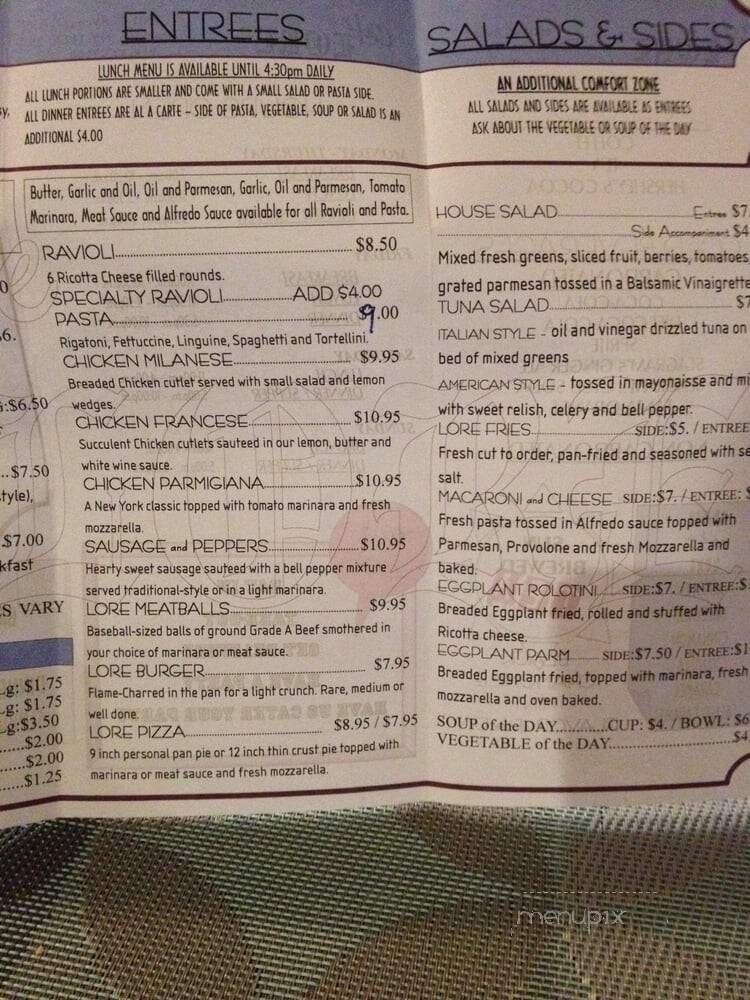 ENTREES
LUNCH MENU IS AVAILABLE UNTIL 4:30pm DAILY
ALL LUNCH PORTIONS ARE SMALLER AND COME WITH A SMALL SALAD OR PASTA SIDE.
ALL DINNER ENTREES ARE AL A CARTE – SIDE OF PASTA, VEGETABLE, SOUP OR SALAD IS AN
ADDITIONAL $4.00
Butter, Garlic and Oil, Oil and Parmesan, Garlic, Oil and Parmesan, Tomato
Marinara, Meat Sauce and Alfredo Sauce available for all Ravioli and Pasta.
RAVIOLI $8.50
6 Ricotta Cheese filled rounds.
SPECIALTY RAVIOLI ADD $4.00
PASTA $9.00
Rigatoni, Fettuccine, Linguine, Spaghetti and Tortellini.
CHICKEN MILANESE $9.95
Breaded Chicken cutlet served with small salad and lemon
wedges.
CHICKEN FRANCESE $10.95
Succulent Chicken cutlets sauteed in our lemon, butter and
white wine sauce.
CHICKEN PARMIGIANA $10.95
A New York classic topped with tomato marinara and fresh
mozzarella.
SAUSAGE and PEPPERS $10.95
Hearty sweet sausage sauteed with a bell pepper mixture
served traditional-style or in a light marinara.
LORE MEATBALLS $9.95
Baseball-sized balls of ground Grade A Beef smothered in
your choice of marinara or meat sauce.
LORE BURGER $7.95
Flame-Charred in the pan for a light crunch. Rare, medium or
well done.
LORE PIZZA $8.95 / $7.95
9 inch personal pan pie or 12 inch thin crust pie topped with
marinara or meat sauce and fresh mozzarella.
SALADS & SIDES
AN ADDITIONAL COMFORT ZONE
ALL SALADS AND SIDES ARE AVAILABLE AS ENTREES
ASK ABOUT THE VEGETABLE OR SOUP OF THE DAY
HOUSE SALAD Entree $7
Side Accompaniment $4
Mixed fresh greens, sliced fruit, berries, tomatoes
grated parmesan tossed in a Balsamic Vinaigrette
TUNA SALAD $7
ITALIAN STYLE – oil and vinegar drizzled tuna on
bed of mixed greens
AMERICAN STYLE – tossed in mayonaisse and mi
with sweet relish, celery and bell pepper.
LORE FRIES SIDE:$5. / ENTREE
Fresh cut to order, pan-fried and seasoned with se
salt.
MACARONI and CHEESE SIDE:$7. / ENTREE: $
Fresh pasta tossed in Alfredo sauce topped with
Parmesan, Provolone and fresh Mozzarella and
baked.
EGGPLANT ROLOTINI SIDE:$7. / ENTREE:$
Breaded Eggplant fried, rolled and stuffed with
Ricotta cheese.
EGGPLANT PARM SIDE:$7.50 / ENTREE:$1
Breaded Eggplant fried, topped with marinara, fresh
mozzarella and oven baked.
SOUP of the DAY CUP: $4. / BOWL: $6
VEGETABLE of the DAY $4
:$6.50
$7.50
tyle),
$7.00
kfast
ES VARY
g: $1.75
g: $1.75
g:$3.50
$2.00
$2.00
$1.25
menupix